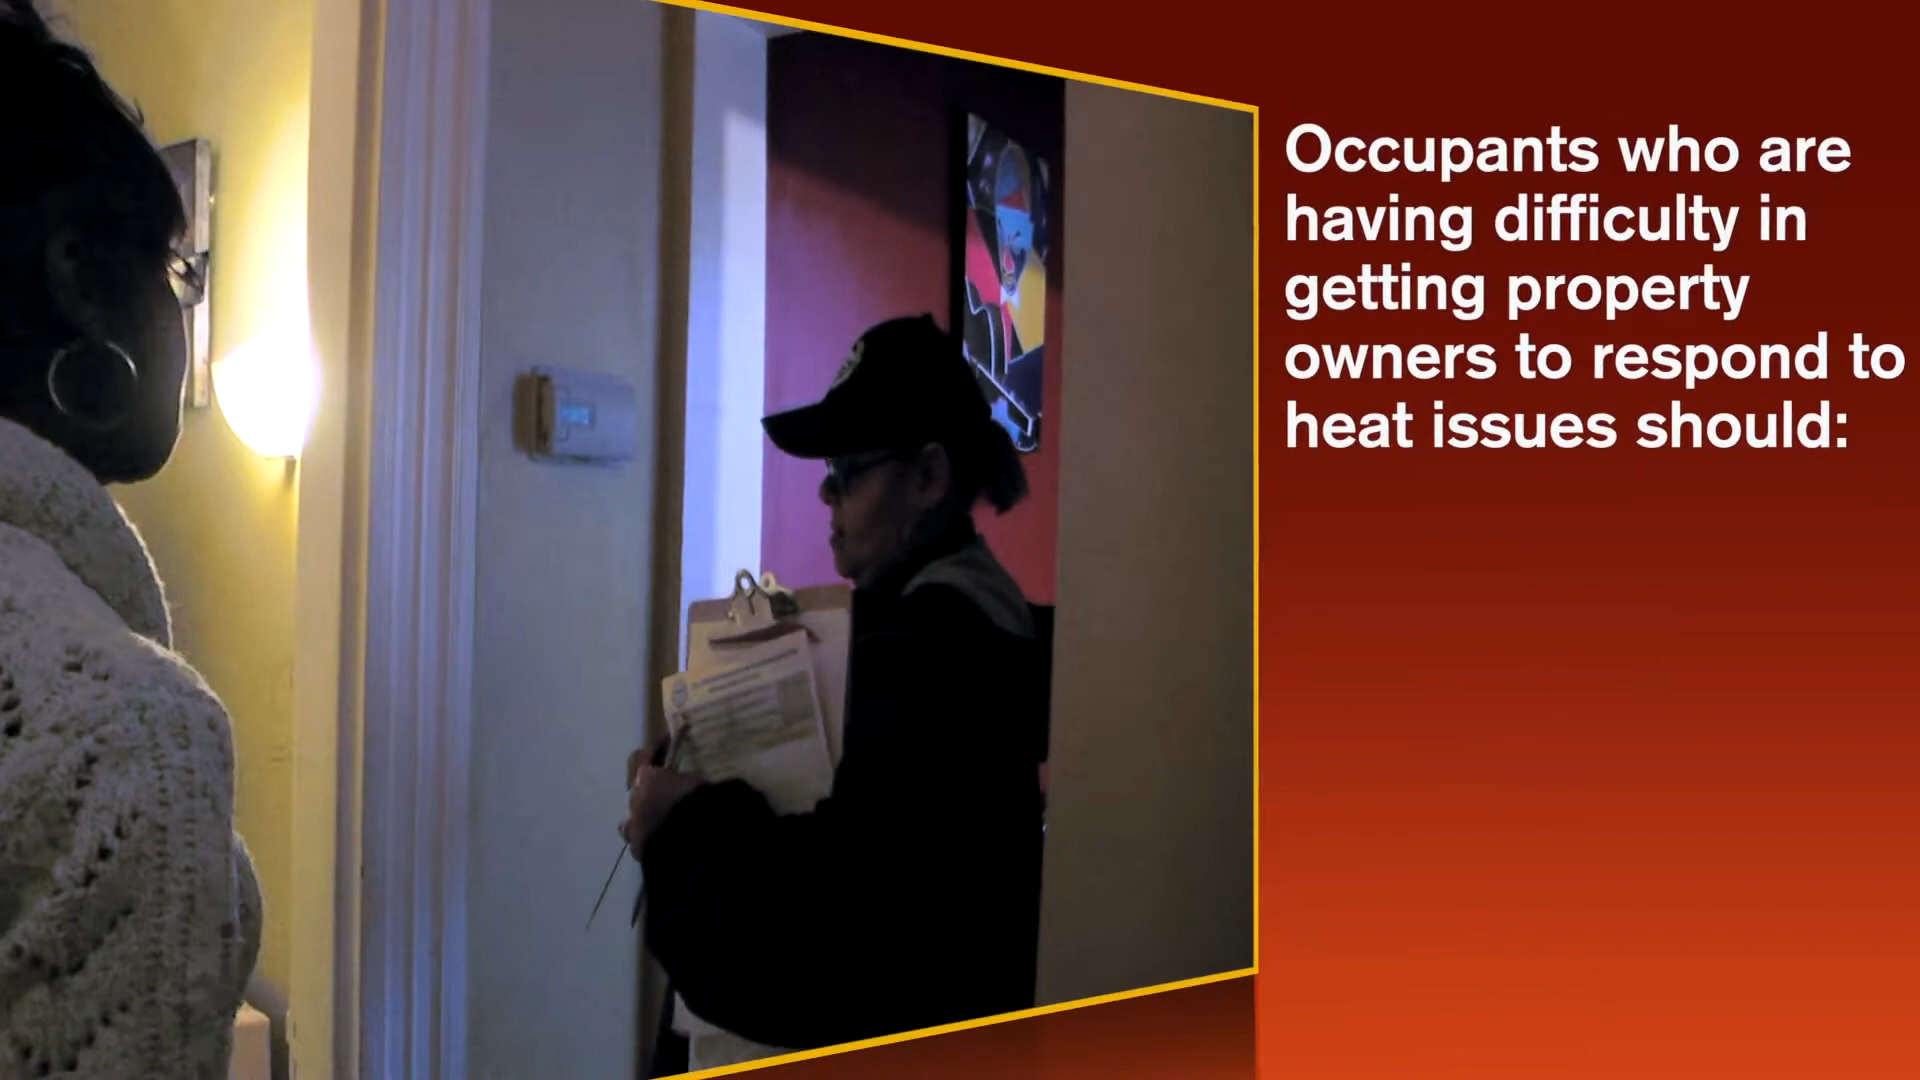 Occupants who are
having difficulty in
getting property
owners to respond to
heat issues should: